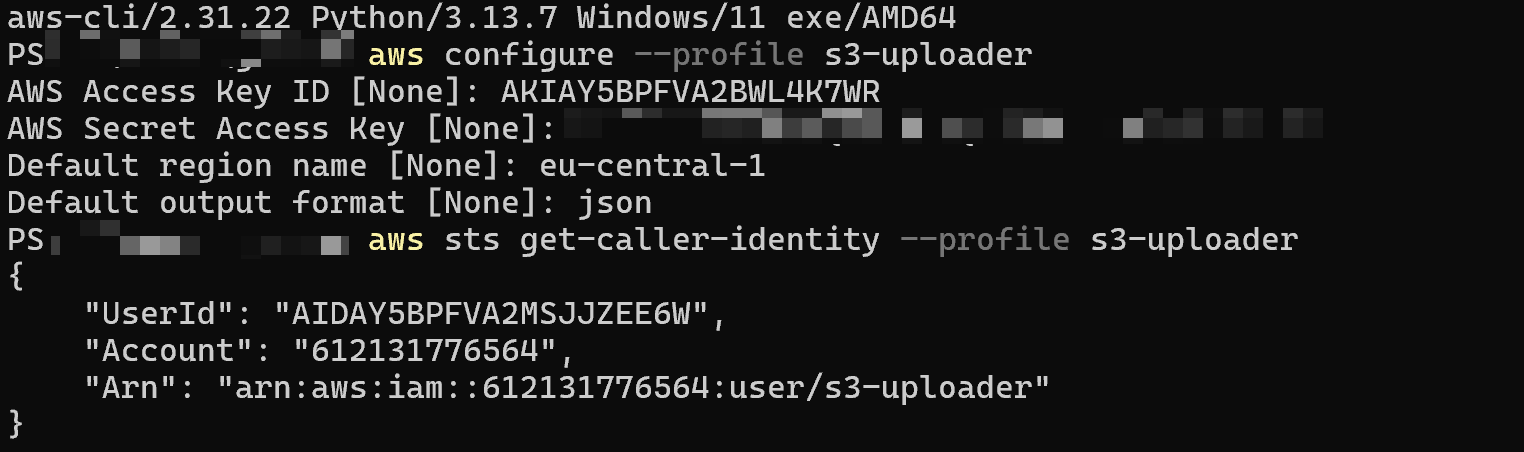 aws-cli/2.31.22 Python/3.13.7 Windows/11 exe/AMD64
PS aws configure --profile s3-uploader
AWS Access Key ID [None]: AKIAY5BPFVA2BWL4K7WR
AWS Secret Access Key [None]:
Default region name [None]: eu-central-1
Default output format [None]: json
PS aws sts get-caller-identity --profile s3-uploader
{
    "UserId": "AIDAY5BPFVA2MSJJZEE6W",
    "Account": "612131776564",
    "Arn": "arn:aws:iam::612131776564:user/s3-uploader"
}